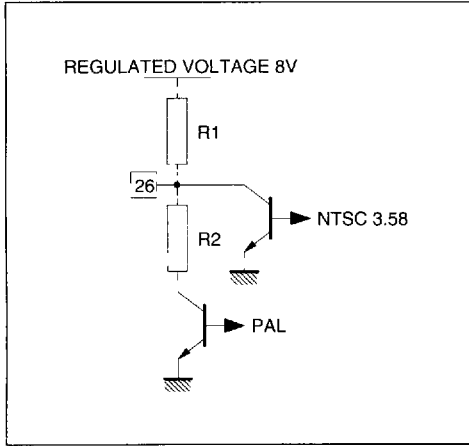 REGULATED VOLTAGE 8V
R1
26
R2
NTSC 3.58
PAL